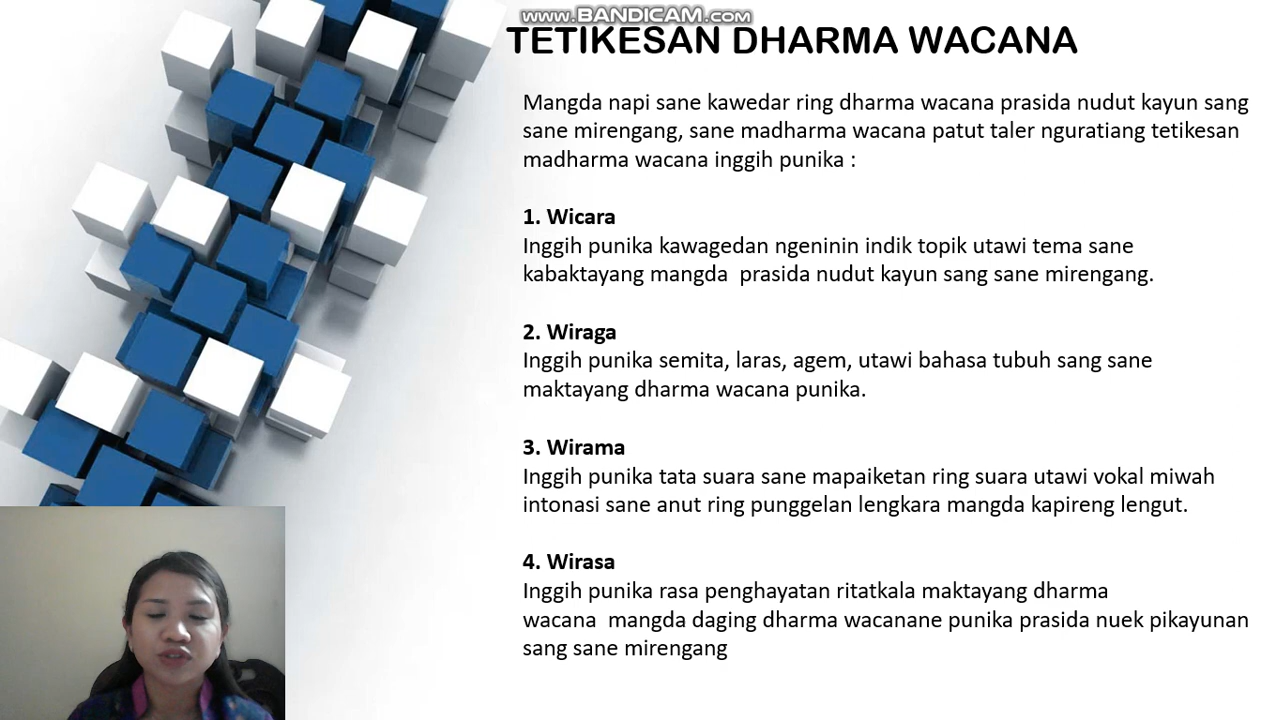 www.BANDICAM.com
TETIKESAN DHARMA WACANA
Mangda napi sane kawedar ring dharma wacana prasida nudut kayun sang
sane mirengang, sane madharma wacana patut taler nguratiang tetikesan
madharma wacana inggih punika :
1. Wicara
Inggih punika kawagedan ngeninin indik topik utawi tema sane
kabaktayang mangda prasida nudut kayun sang sane mirengang.
2. Wiraga
Inggih punika semita, laras, agem, utawi bahasa tubuh sang sane
maktayang dharma wacana punika.
3. Wirama
Inggih punika tata suara sane mapaiketan ring suara utawi vokal miwah
intonasi sane anut ring punggelan lengkara mangda kapireng lengut.
4. Wirasa
Inggih punika rasa penghayatan ritatkala maktayang dharma
wacana mangda daging dharma wacanane punika prasida nuek pikayunan
sang sane mirengang